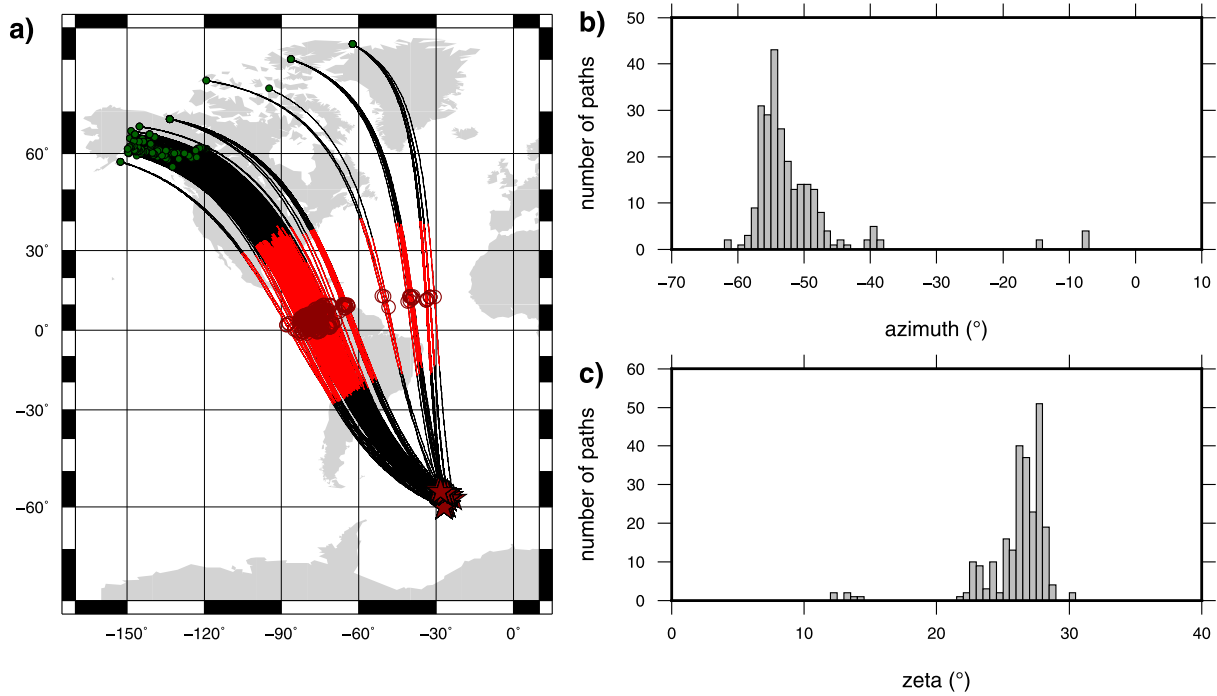 a)
60°
30°
0°
−30°
−60°
−150° −120° −90° −60° −30° 0°
b)
number of paths
50
40
30
20
10
0
−70 −60 −50 −40 −30 −20 −10 0 10
azimuth (°)
c)
number of paths
60
50
40
30
20
10
0
0 10 20 30 40
zeta (°)